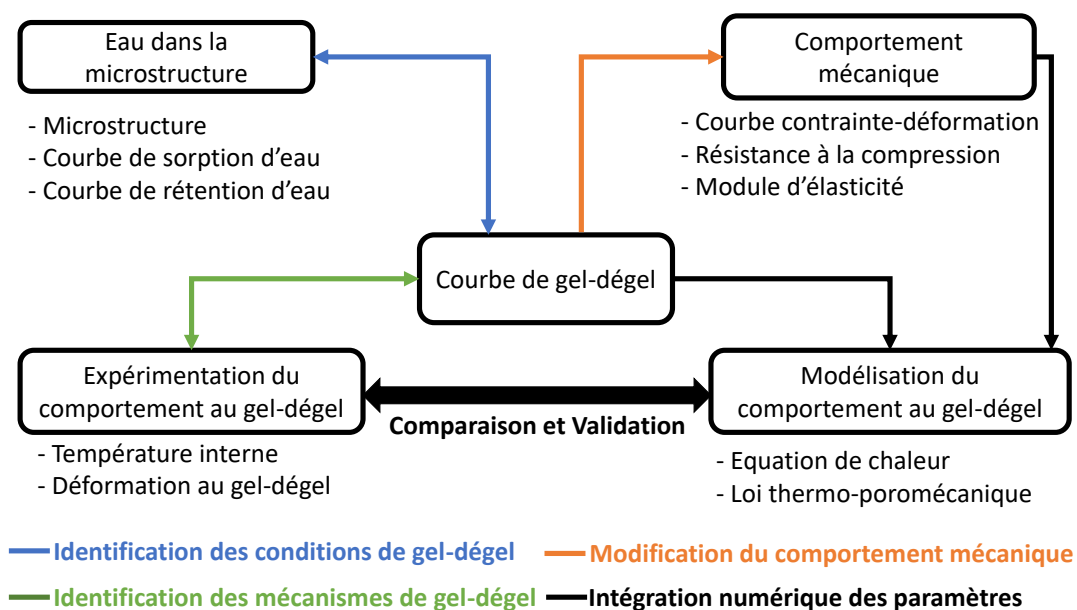 Eau dans la
microstructure
- Microstructure
- Courbe de sorption d'eau
- Courbe de rétention d'eau
Comportement
mécanique
- Courbe contrainte-déformation
- Résistance à la compression
- Module d'élasticité
Courbe de gel-dégel
Expérimentation du
comportement au gel-dégel
- Température interne
- Déformation au gel-dégel
Comparaison et Validation
Modélisation du
comportement au gel-dégel
- Equation de chaleur
- Loi thermo-poromécanique
Identification des conditions de gel-dégel
Modification du comportement mécanique
Identification des mécanismes de gel-dégel
Intégration numérique des paramètres